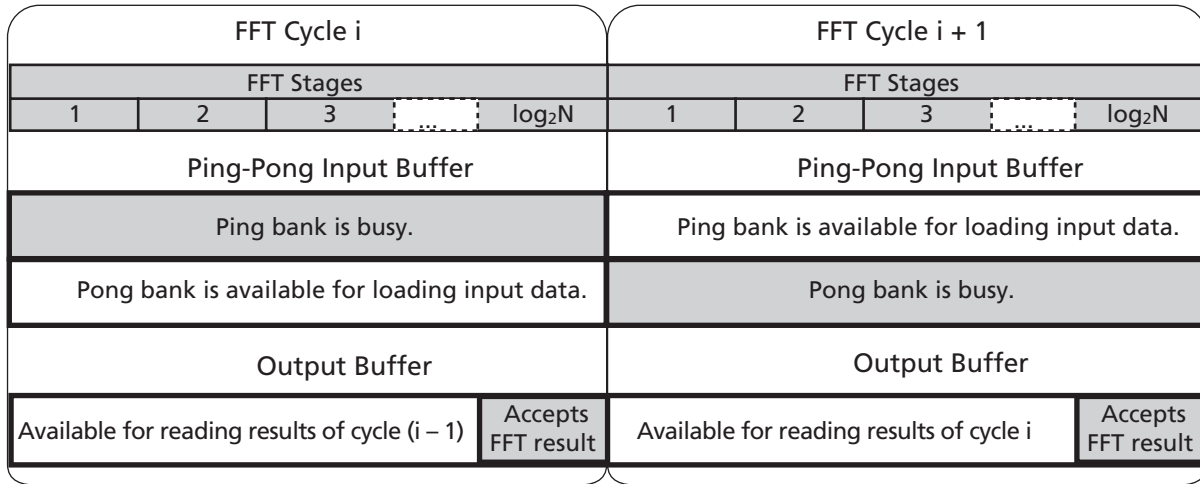 FFT Cycle i
FFT Cycle i + 1
FFT Stages
FFT Stages
1 2 3 ... log₂N
1 2 3 ... log₂N
Ping-Pong Input Buffer
Ping-Pong Input Buffer
Ping bank is busy.
Ping bank is available for loading input data.
Pong bank is available for loading input data.
Pong bank is busy.
Output Buffer
Output Buffer
Available for reading results of cycle (i – 1)
Accepts
FFT result
Available for reading results of cycle i
Accepts
FFT result